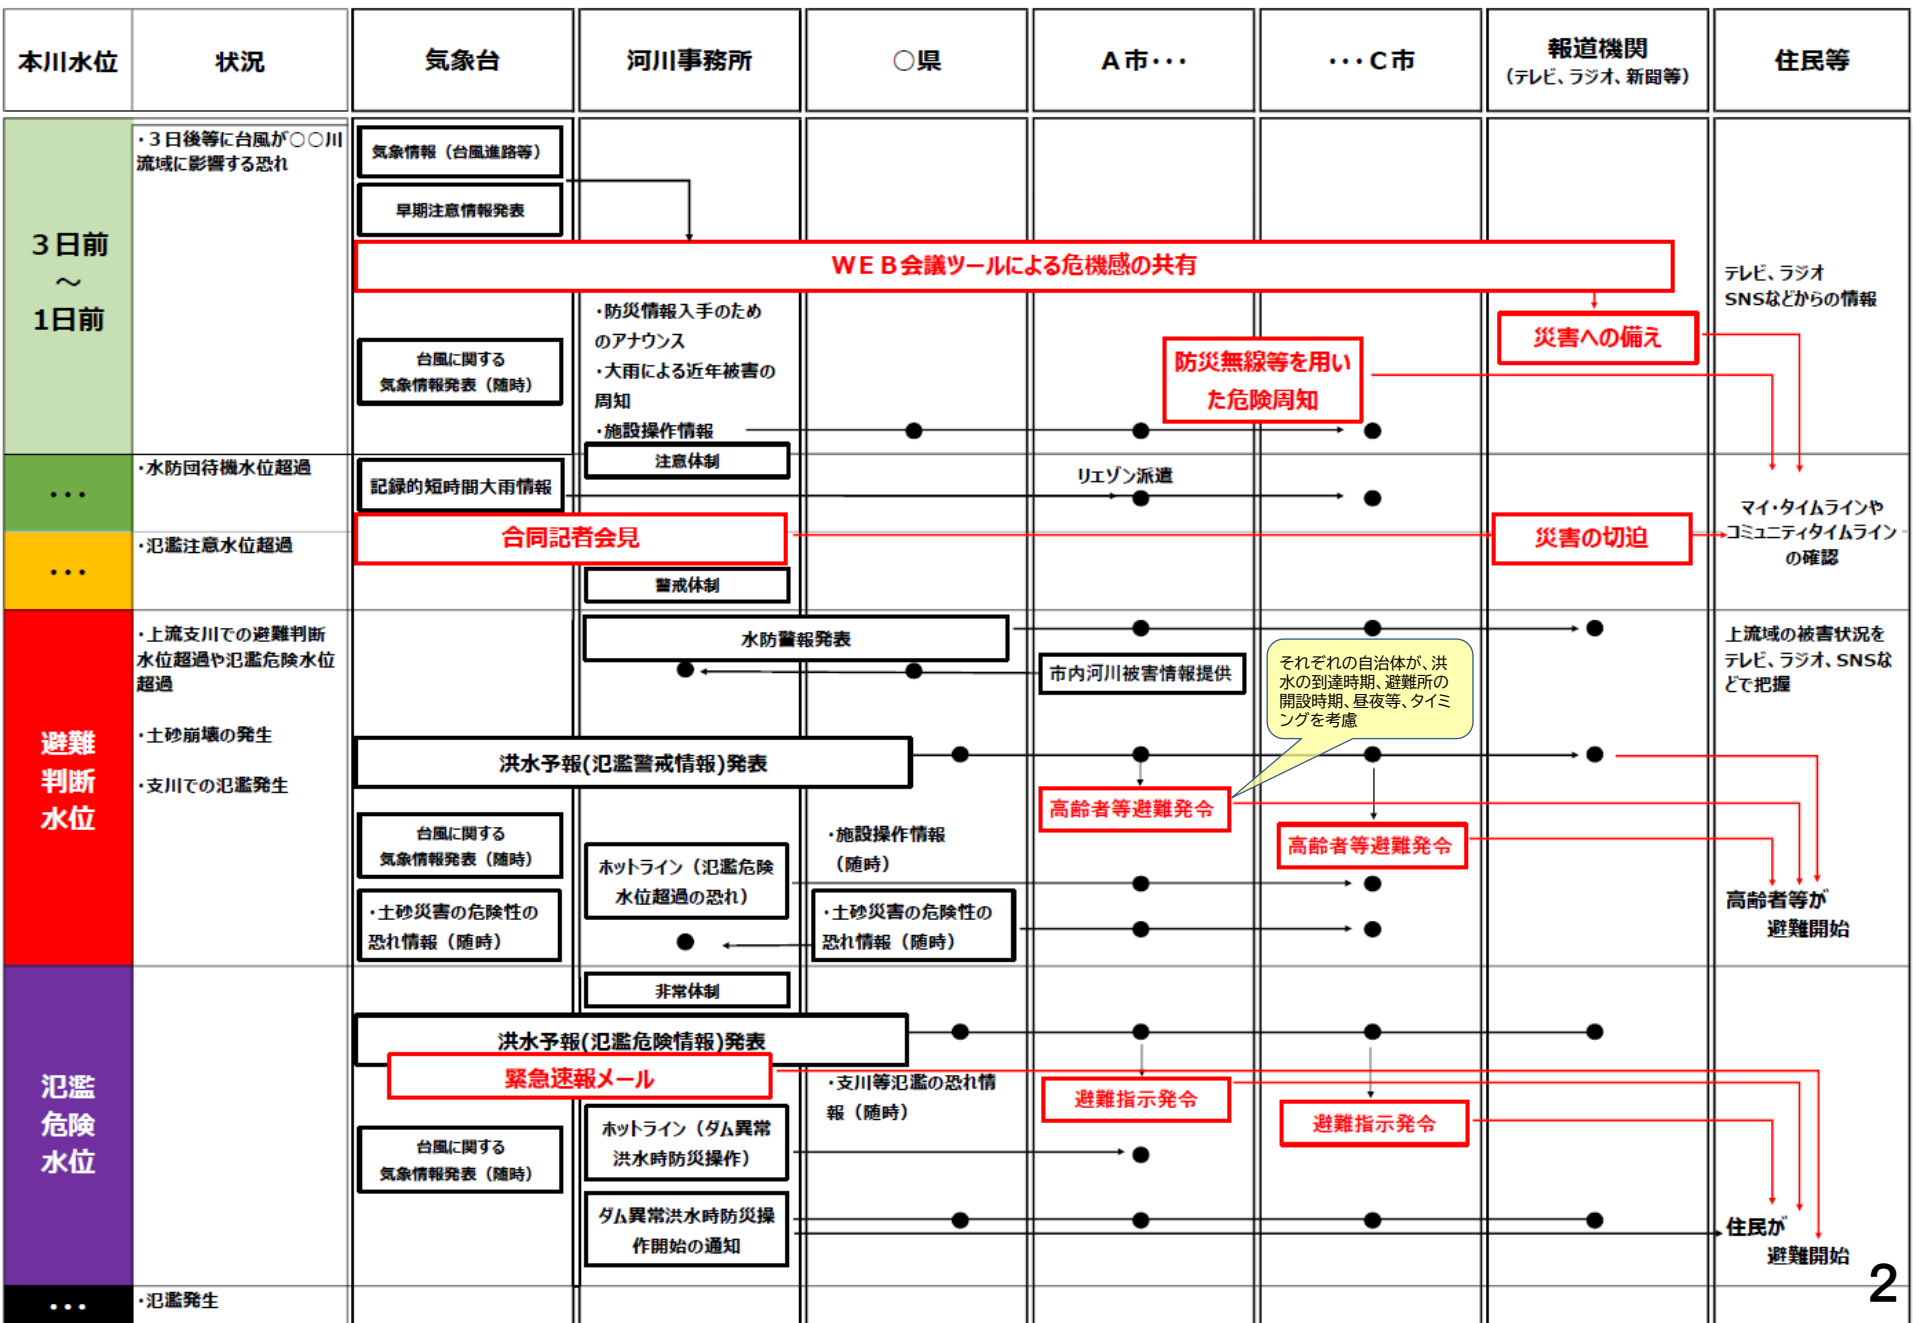 本川水位
状況
気象台
河川事務所
○県
A市・・・
・・・C市
報道機関
（テレビ、ラジオ、新聞等）
住民等
３日前
～
1日前
・３日後等に台風が○○川
流域に影響する恐れ
気象情報（台風進路等）
早期注意情報発表
ＷＥＢ会議ツールによる危機感の共有
台風に関する
気象情報発表（随時）
・防災情報入手のため
のアナウンス
・大雨による近年被害の
周知
・施設操作情報
防災無線等を用い
た危険周知
災害への備え
テレビ、ラジオ
SNSなどからの情報
注意体制
・・・
・水防団待機水位超過
記録的短時間大雨情報
リエゾン派遣
合同記者会見
災害の切迫
マイ・タイムラインや
コミュニティタイムライン
の確認
・・・
・氾濫注意水位超過
警戒体制
避難
判断
水位
・上流支川での避難判断
水位超過や氾濫危険水位
超過
・土砂崩壊の発生
・支川での氾濫発生
水防警報発表
市内河川被害情報提供
それぞれの自治体が、洪
水の到達時期、避難所の
開設時期、昼夜等、タイミ
ングを考慮
上流域の被害状況を
テレビ、ラジオ、SNSな
どで把握
洪水予報(氾濫警戒情報)発表
高齢者等避難発令
高齢者等避難発令
台風に関する
気象情報発表（随時）
ホットライン（氾濫危険
水位超過の恐れ）
・施設操作情報
（随時）
・土砂災害の危険性の
恐れ情報（随時）
・土砂災害の危険性の
恐れ情報（随時）
高齢者等が
避難開始
氾濫
危険
水位
非常体制
洪水予報(氾濫危険情報)発表
緊急速報メール
・支川等氾濫の恐れ情
報（随時）
避難指示発令
避難指示発令
台風に関する
気象情報発表（随時）
ホットライン（ダム異常
洪水時防災操作）
ダム異常洪水時防災操
作開始の通知
住民が
避難開始
・・・
・氾濫発生
2